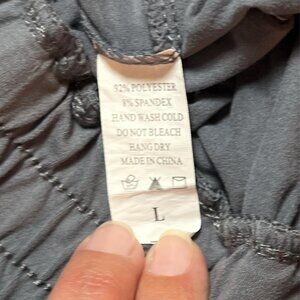 92% POLYESTER
8% SPANDEX
HAND WASH COLD
DO NOT BLEACH
HANG DRY
MADE IN CHINA
L